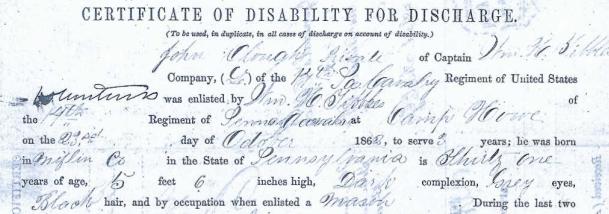 CERTIFICATE OF DISABILITY FOR DISCHARGE.
(To be used, in duplicate, in all cases of discharge on account of disability.)
John Clough of Captain Wm. H.
Company, ( ) of the 14th Pa Cavalry Regiment of United States
Volunteers was enlisted by Wm H of
the 14th Regiment of Penna at Camp Howe
on the 23rd day of 1862, to serve 3 years; he was born
in Mifflin Co in the State of Pennsylvania is Thirty one
years of age, 5 feet 6 inches high, Dark complexion, Grey eyes,
Black hair, and by occupation when enlisted a Mason During the last two